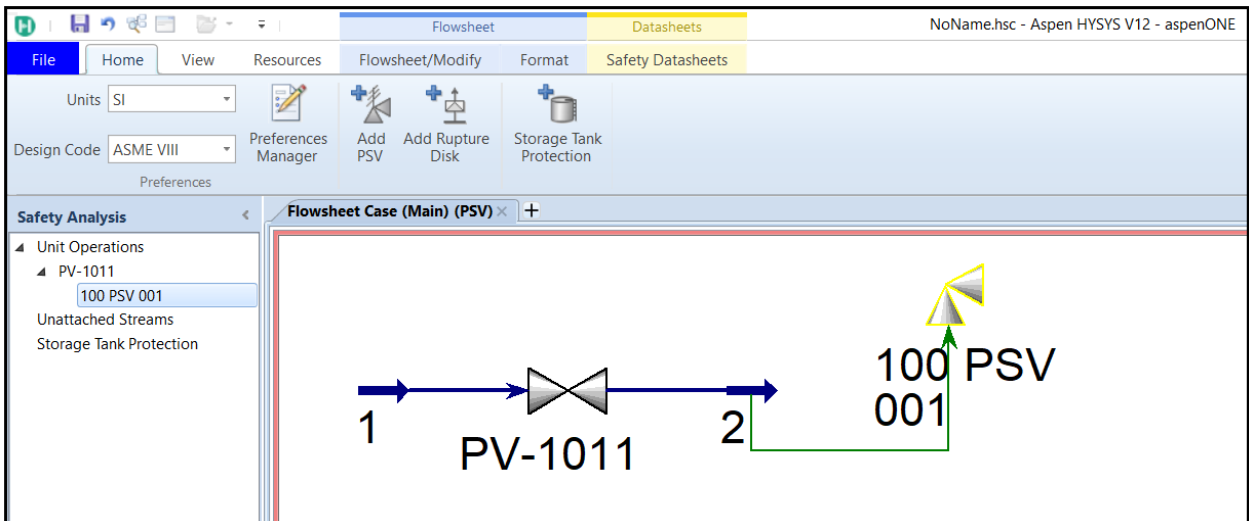 Flowsheet Datasheets NoName.hsc - Aspen HYSYS V12 - aspenONE
File Home View Resources Flowsheet/Modify Format Safety Datasheets
Units SI
Design Code ASME VIII
Preferences
Manager
Add
PSV
Add Rupture
Disk
Storage Tank
Protection
Preferences
Safety Analysis
Unit Operations
PV-1011
100 PSV 001
Unattached Streams
Storage Tank Protection
Flowsheet Case (Main) (PSV)
1
PV-1011
2
100 PSV
001